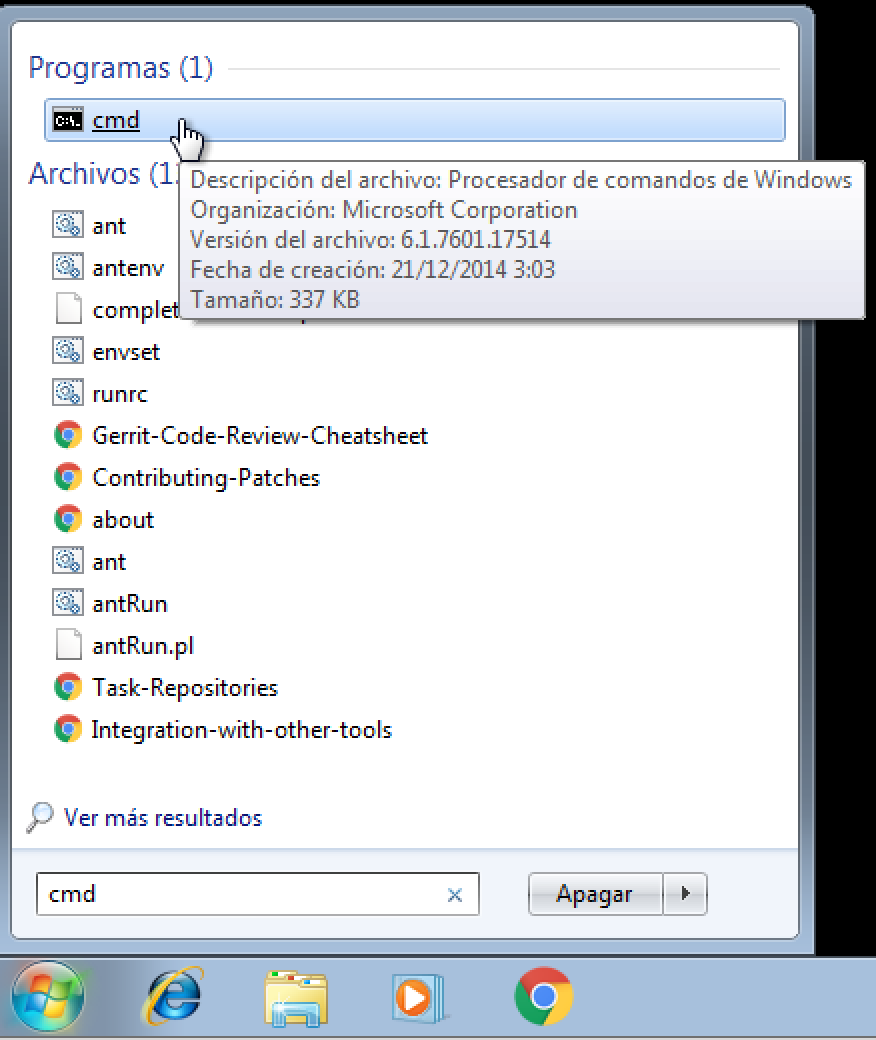 Programas (1)
cmd
Archivos (1
Descripción del archivo: Procesador de comandos de Windows
Organización: Microsoft Corporation
Versión del archivo: 6.1.7601.17514
Fecha de creación: 21/12/2014 3:03
Tamaño: 337 KB
ant
antenv
complet
envset
runrc
Gerrit-Code-Review-Cheatsheet
Contributing-Patches
about
ant
antRun
antRun.pl
Task-Repositories
Integration-with-other-tools
Ver más resultados
cmd
Apagar